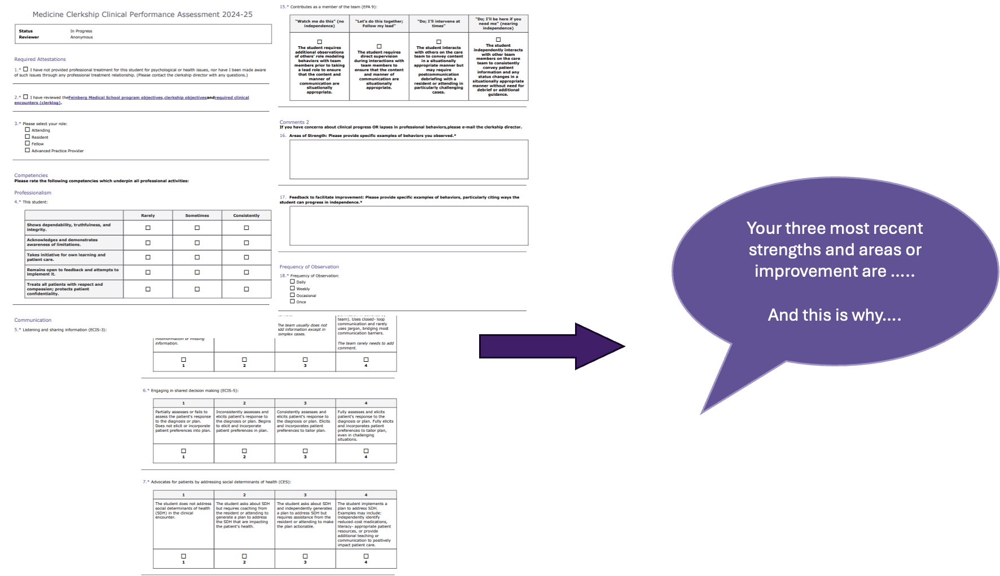 Medicine Clerkship Clinical Performance Assessment 2024-25
Status In Progress
Reviewer Anonymous
Required Attestations
1.* I have not provided professional treatment for this student for psychological or health issues, nor have I been made aware
of such issues through any professional treatment relationship. (Please contact the clerkship director with any questions.)
2.* I have reviewed theFeinberg Medical School program objectives,clerkship objectivesandrequired clinical
encounters (clerklog).
3.* Please select your role:
Attending
Resident
Fellow
Advanced Practice Provider
Competencies
Please rate the following competencies which underpin all professional activities:
Professionalism
4.* This student:
Rarely Sometimes Consistently
Shows dependability, truthfulness, and
integrity.
Acknowledges and demonstrates
awareness of limitations.
Takes initiative for own learning and
patient care.
Remains open to feedback and attempts to
implement it.
Treats all patients with respect and
compassion; protects patient
confidentiality.
Communication
5.* Listening and sharing information (ECIS-3):
misinformation or missing
information.
The team usually does not
add information except in
complex cases.
team). Uses closed- loop
communication and rarely
uses jargon, bridging most
communication barriers.
The team rarely needs to add
comment.
1 2 3 4
6.* Engaging in shared decision making (ECIS-5):
1 2 3 4
Partially assesses or fails to
assess the patient's response
to the diagnosis or plan.
Does not elicit or incorporate
patient preferences into plan.
Inconsistently assesses and
elicits patient's response to
the diagnosis or plan. Begins
to elicit and incorporate
patient preferences in plan.
Consistently assesses and
elicits patient's response to
the diagnosis or plan. Elicits
and incorporates patient
preferences to tailor plan.
Fully assesses and elicits
patient's response to the
diagnosis or plan. Fully elicits
and incorporates patient
preferences to tailor plan,
even in challenging
situations.
1 2 3 4
7.* Advocates for patients by addressing social determinants of health (CES):
1 2 3 4
The student does not address
social determinants of health
(SDH) in the clinical
encounter.
The student asks about SDH
but requires coaching from
the resident or attending to
generate a plan to address
the SDH that are impacting
the patient's health.
The student asks about SDH
and independently generates
a plan to address SDH but
requires assistance from the
resident or attending to make
the plan actionable.
The student implements a
plan to address SDH.
Examples may include:
independently identify
reduced-cost medications,
literacy- appropriate patient
resources, or provide
additional teaching or
communication to positively
impact patient care.
1 2 3 4
15.* Contributes as a member of the team (EPA 9):
"Watch me do this" (no
independence)
"Let's do this together;
Follow my lead"
"Do; I'll intervene at
times"
"Do; I'll be here if you
need me" (nearing
independence)
The student requires
additional observations
of others' role modeling
behaviors with team
members prior to taking
a lead role to ensure
that the content and
manner of
communication are
situationally
appropriate.
The student requires
direct supervision
during interactions with
team members to
ensure that the content
and manner of
communication are
situationally
appropriate.
The student interacts
with others on the care
team to convey content
in a situationally
appropriate manner but
may require
postcommunication
debriefing with a
resident or attending in
particularly challenging
cases.
The student
independently interacts
with other team
members on the care
team to consistently
convey patient
information and any
status changes in a
situationally appropriate
manner without need for
debrief or additional
guidance.
Comments 2
If you have concerns about clinical progress OR lapses in professional behaviors,please e-mail the clerkship director.
16. Areas of Strength: Please provide specific examples of behaviors you observed.*
17. Feedback to facilitate improvement: Please provide specific examples of behaviors, particularly citing ways the
student can progress in independence.*
Frequency of Observation
18.* Frequency of Observation:
Daily
Weekly
Occasional
Once
Your three most recent
strengths and areas or
improvement are .....
And this is why....